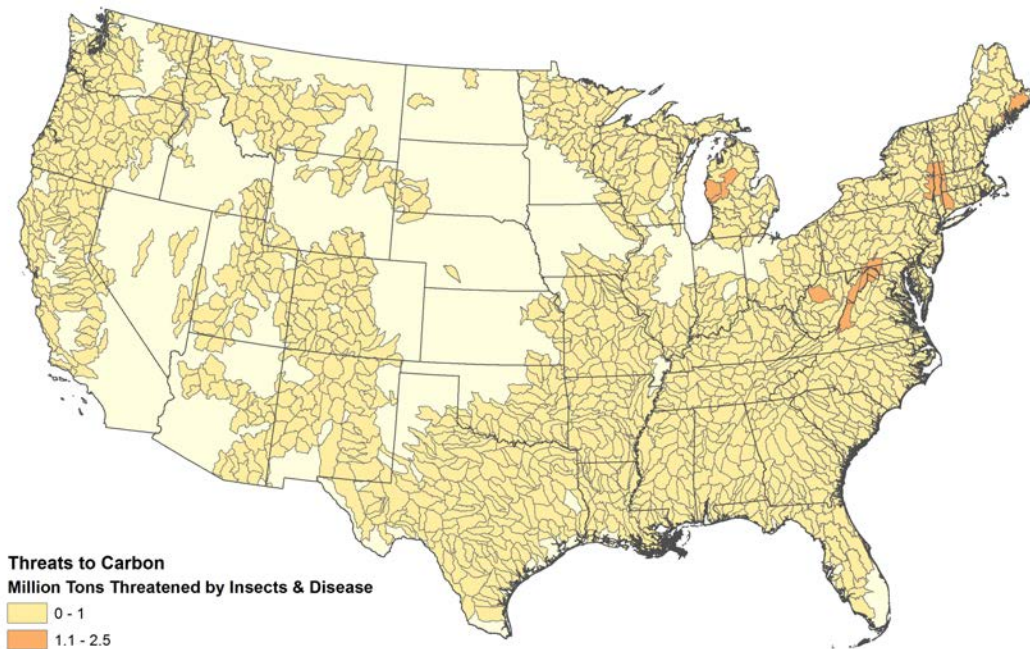 Threats to Carbon
Million Tons Threatened by Insects & Disease
0 - 1
1.1 - 2.5